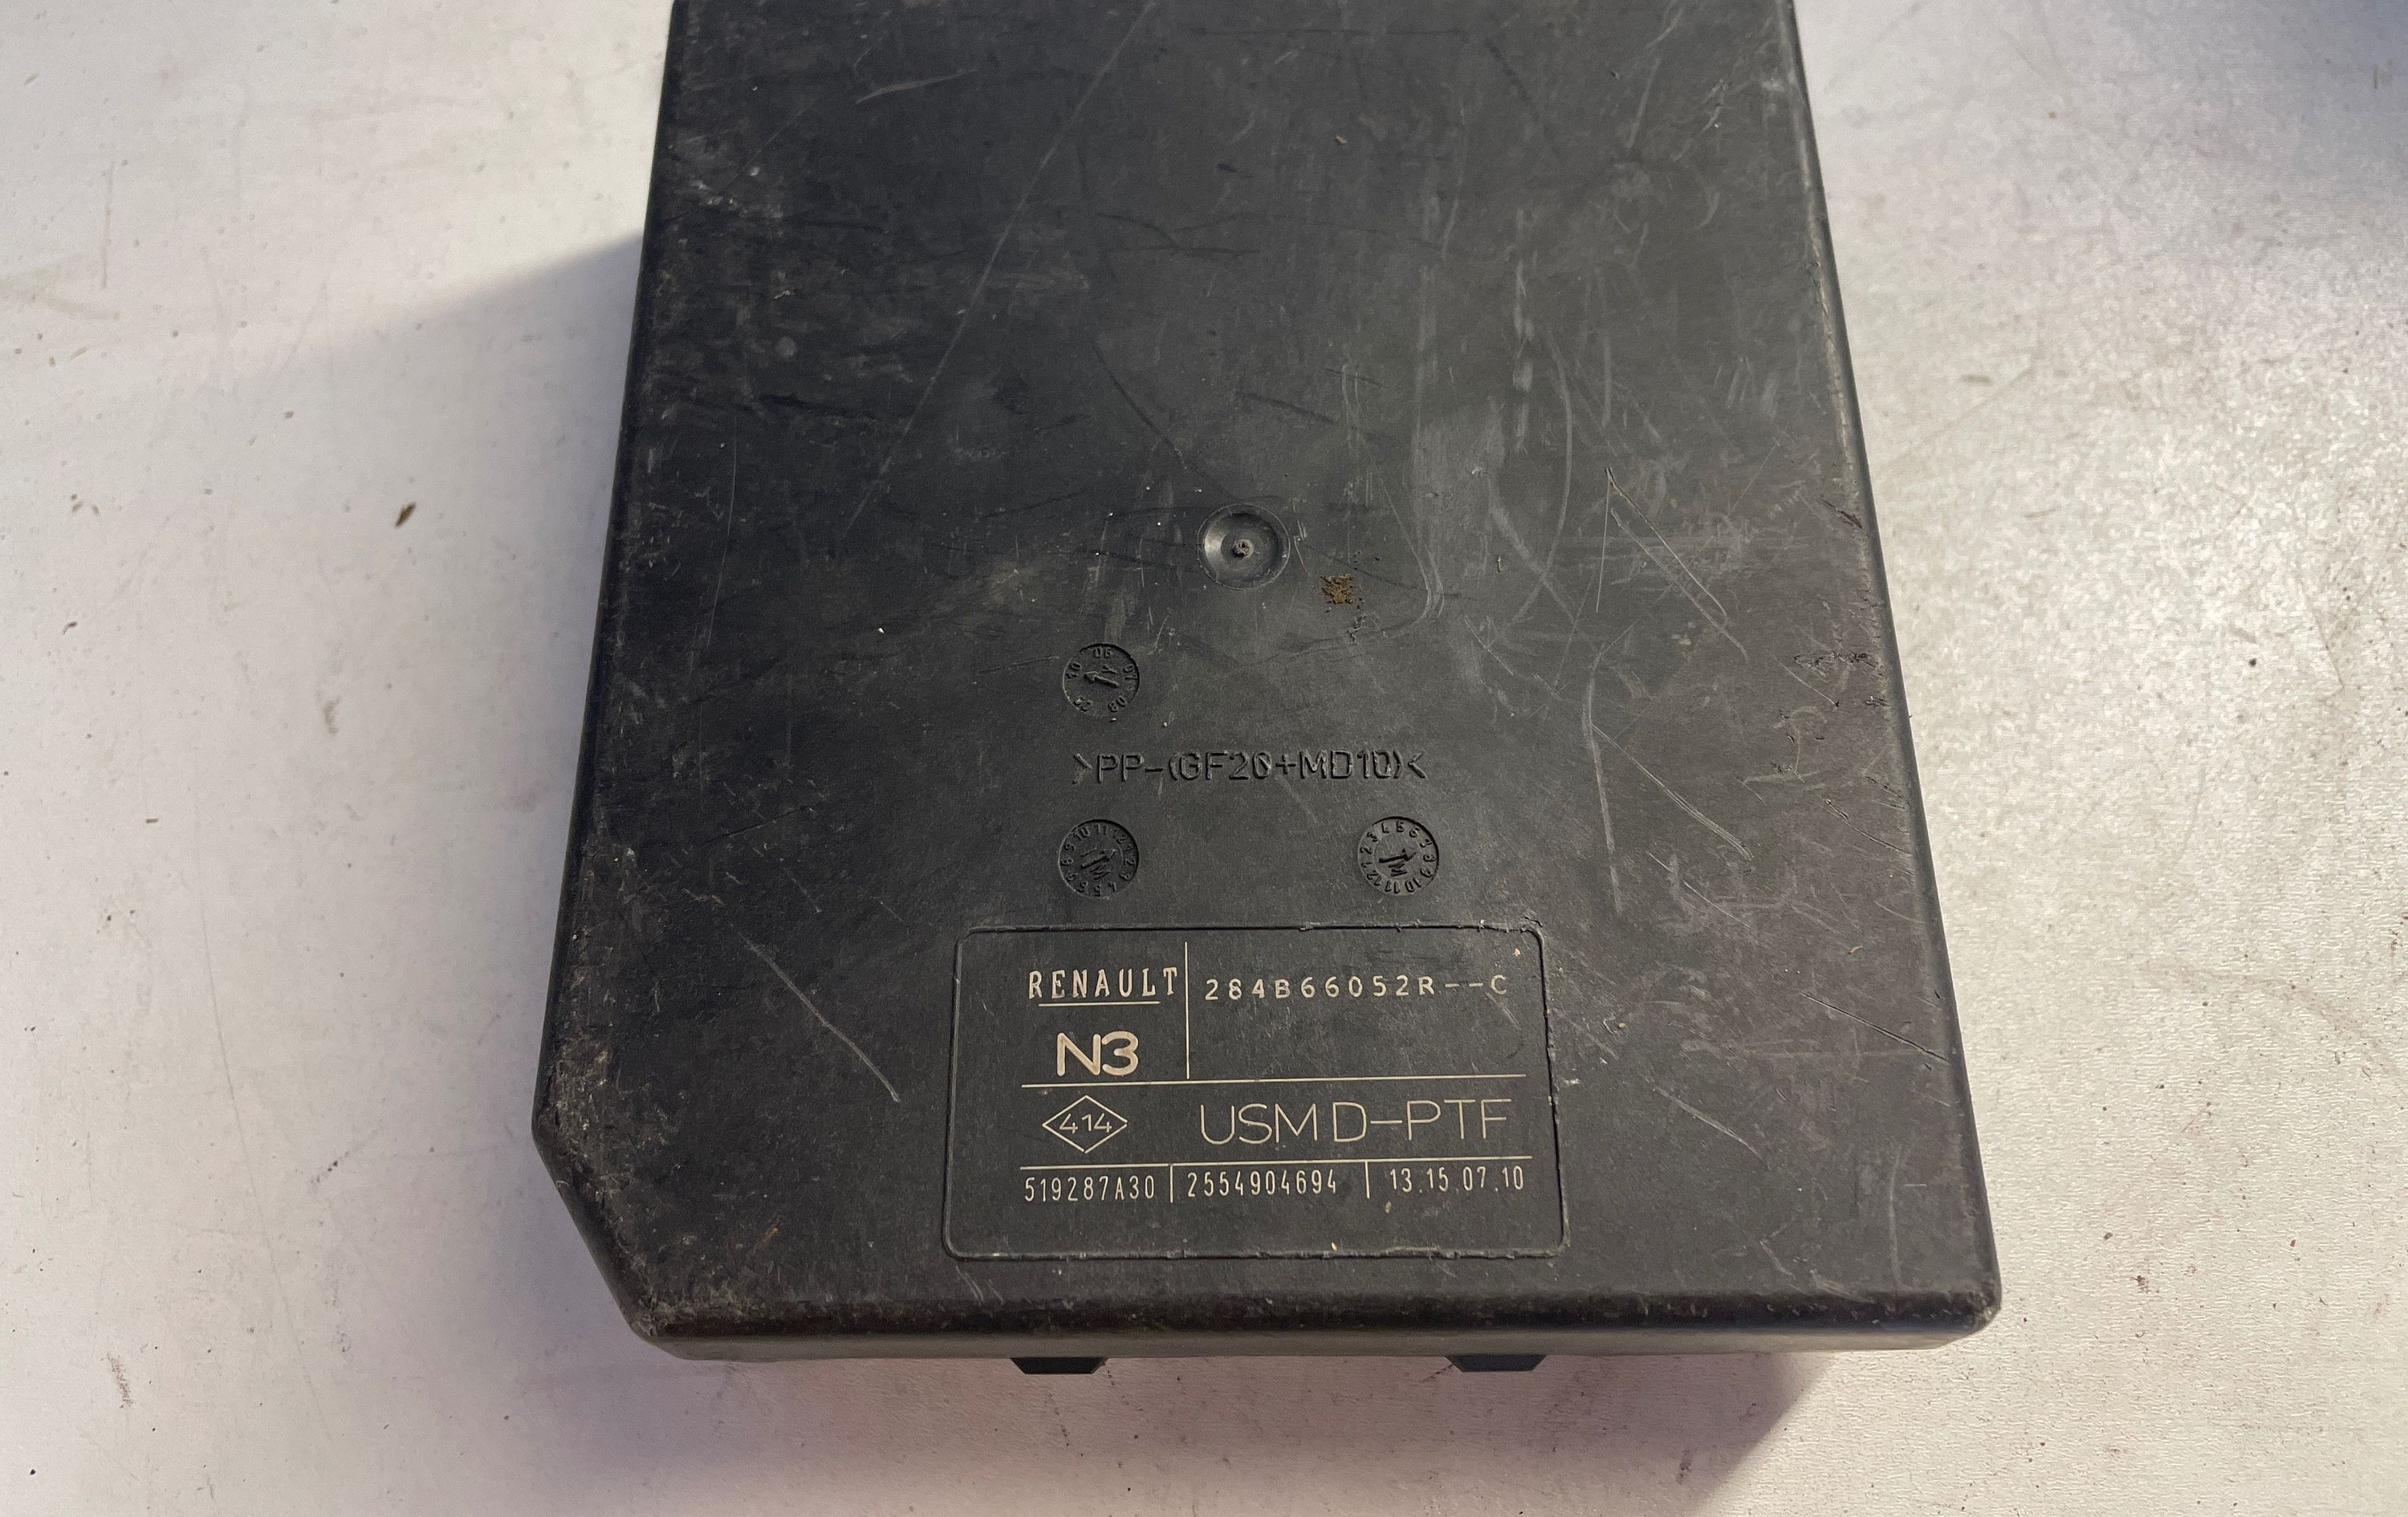 >PP-(GF20+MD10)<
RENAULT 284B66052R--C
N3
414 USM D-PTF
519287A30 2554904694 13.15.07.10